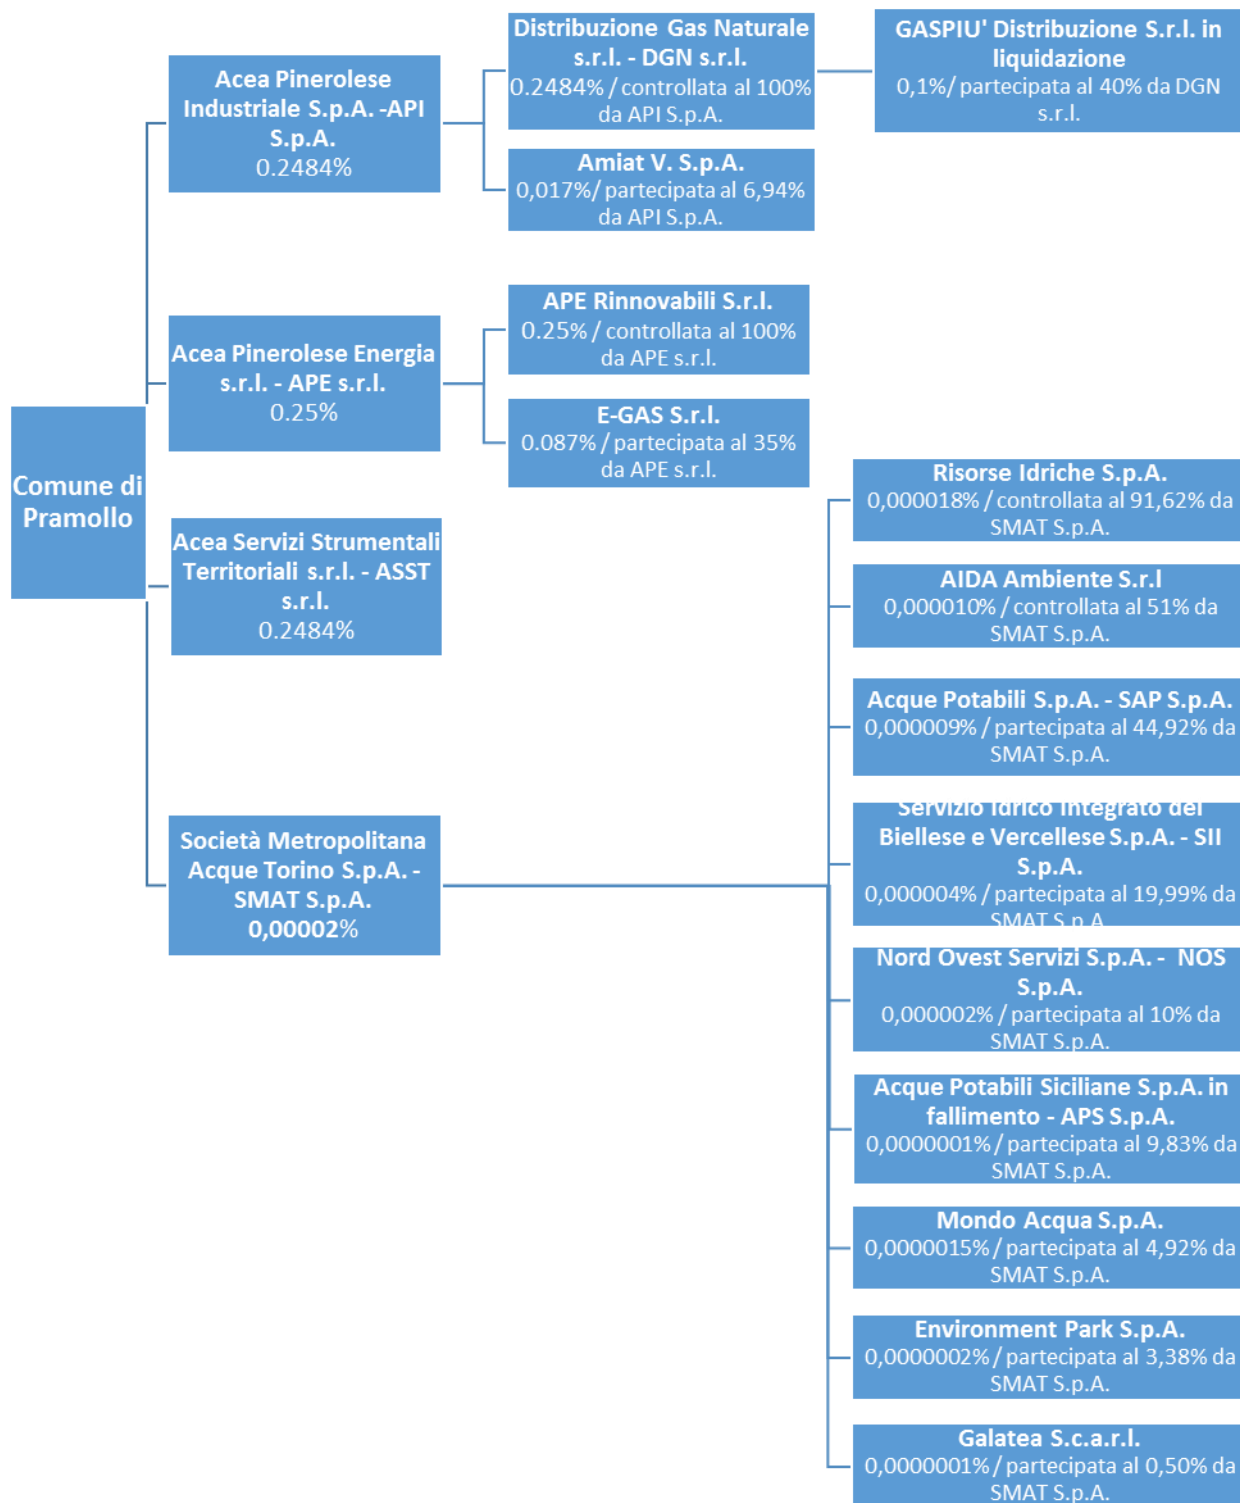 Comune di
Pramollo
Acea Pinerolese
Industriale S.p.A. -API
S.p.A.
0.2484%
Distribuzione Gas Naturale
s.r.l. - DGN s.r.l.
0.2484% / controllata al 100%
da API S.p.A.
GASPIU' Distribuzione S.r.l. in
liquidazione
0,1% / partecipata al 40% da DGN
s.r.l.
Amiat V. S.p.A.
0,017% / partecipata al 6,94%
da API S.p.A.
Acea Pinerolese Energia
s.r.l. - APE s.r.l.
0.25%
APE Rinnovabili S.r.l.
0.25% / controllata al 100%
da APE s.r.l.
E-GAS S.r.l.
0.087% / partecipata al 35%
da APE s.r.l.
Acea Servizi Strumentali
Territoriali s.r.l. - ASST
s.r.l.
0.2484%
Società Metropolitana
Acque Torino S.p.A. -
SMAT S.p.A.
0,00002%
Risorse Idriche S.p.A.
0,000018% / controllata al 91,62% da
SMAT S.p.A.
AIDA Ambiente S.r.l
0,000010% / controllata al 51% da
SMAT S.p.A.
Acque Potabili S.p.A. - SAP S.p.A.
0,000009% / partecipata al 44,92% da
SMAT S.p.A.
Servizio Idrico Integrato del
Biellese e Vercellese S.p.A. - SII
S.p.A.
0,000004% / partecipata al 19,99% da
SMAT S.p.A
Nord Ovest Servizi S.p.A. - NOS
S.p.A.
0,000002% / partecipata al 10% da
SMAT S.p.A.
Acque Potabili Siciliane S.p.A. in
fallimento - APS S.p.A.
0,0000001% / partecipata al 9,83% da
SMAT S.p.A.
Mondo Acqua S.p.A.
0,0000015% / partecipata al 4,92% da
SMAT S.p.A.
Environment Park S.p.A.
0,0000002% / partecipata al 3,38% da
SMAT S.p.A.
Galatea S.c.a.r.l.
0,0000001% / partecipata al 0,50% da
SMAT S.p.A.